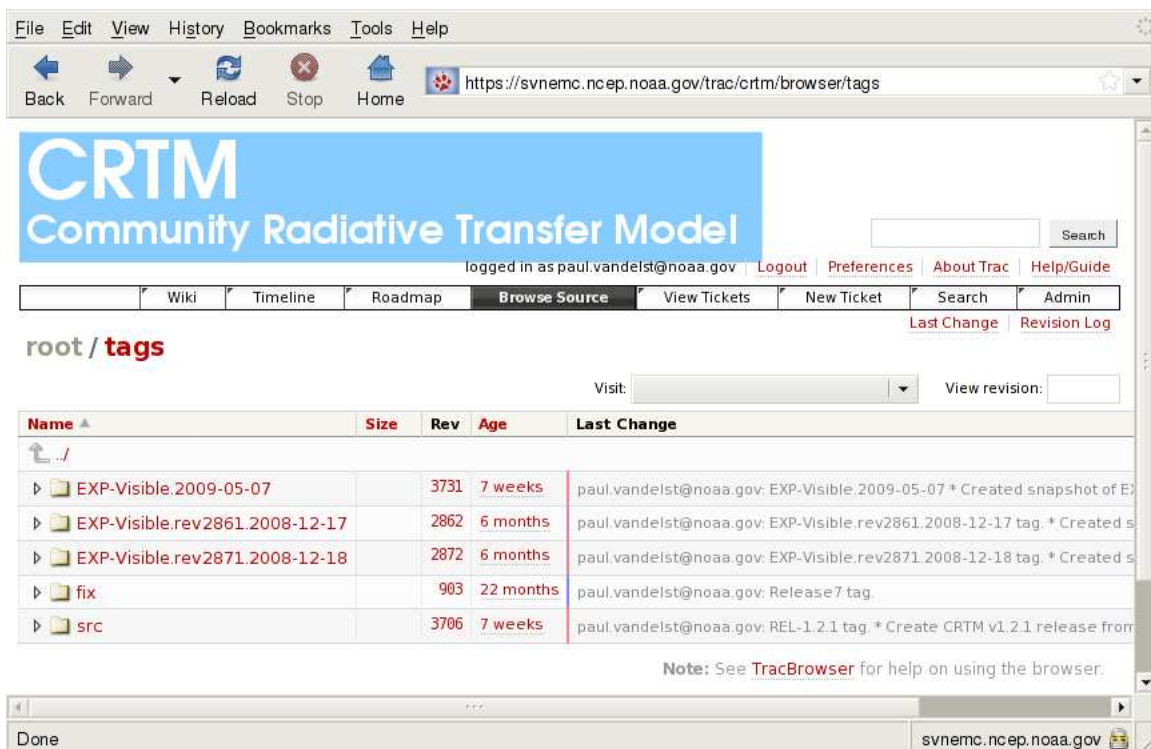 File Edit View History Bookmarks Tools Help
Back Forward Reload Stop Home https://svnemc.ncep.noaa.gov/trac/crtm/browser/tags
CRTM
Community Radiative Transfer Model
Search
logged in as paul.vandelst@noaa.gov Logout Preferences About Trac Help/Guide
Wiki Timeline Roadmap Browse Source View Tickets New Ticket Search Admin
Last Change Revision Log
root / tags
Visit: View revision:
Name Size Rev Age Last Change
../
EXP-Visible.2009-05-07 3731 7 weeks paul.vandelst@noaa.gov: EXP-Visible.2009-05-07 * Created snapshot of
EXP-Visible.rev2861.2008-12-17 2862 6 months paul.vandelst@noaa.gov: EXP-Visible.rev2861.2008-12-17 tag. * Created s
EXP-Visible.rev2871.2008-12-18 2872 6 months paul.vandelst@noaa.gov: EXP-Visible.rev2871.2008-12-18 tag. * Created s
fix 903 22 months paul.vandelst@noaa.gov: Release7 tag.
src 3706 7 weeks paul.vandelst@noaa.gov: REL-1.2.1 tag. * Create CRTM v1.2.1 release from
Note: See TracBrowser for help on using the browser.
Done svnemc.ncep.noaa.gov